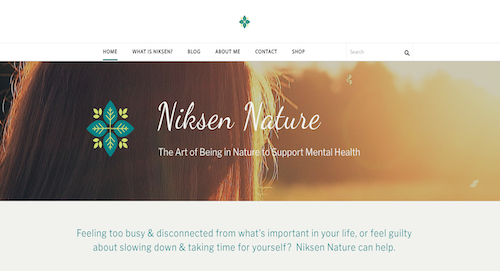 HOME WHAT IS NIKSEN? BLOG ABOUT ME CONTACT SHOP Search
Niksen Nature
The Art of Being in Nature to Support Mental Health
Feeling too busy & disconnected from what's important in your life, or feel guilty
about slowing down & taking time for yourself? Niksen Nature can help.